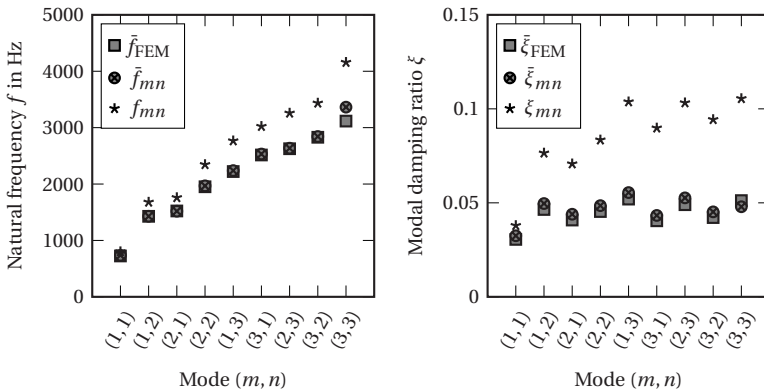 Natural frequency f in Hz
5000
4000
3000
2000
1000
0
f̄FEM
f̄mn
fmn
(1,1)
(1,2)
(2,1)
(2,2)
(1,3)
(3,1)
(2,3)
(3,2)
(3,3)
Mode (m,n)
Modal damping ratio ξ
0.15
0.1
0.05
0
ξ̄FEM
ξ̄mn
ξmn
(1,1)
(1,2)
(2,1)
(2,2)
(1,3)
(3,1)
(2,3)
(3,2)
(3,3)
Mode (m,n)